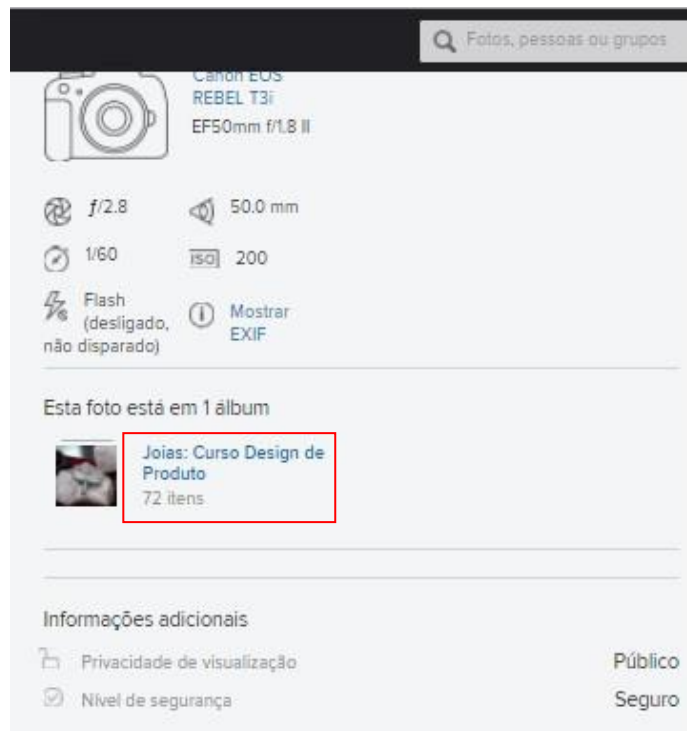 Fotos, pessoas ou grupos
Canon EOS
REBEL T3i
EF50mm f/1.8 II
ƒ/2.8
50.0 mm
1/60
ISO 200
Flash
(desligado,
não disparado)
Mostrar
EXIF
Esta foto está em 1 álbum
Joias: Curso Design de
Produto
72 itens
Informações adicionais
Privacidade de visualização Público
Nível de segurança Seguro